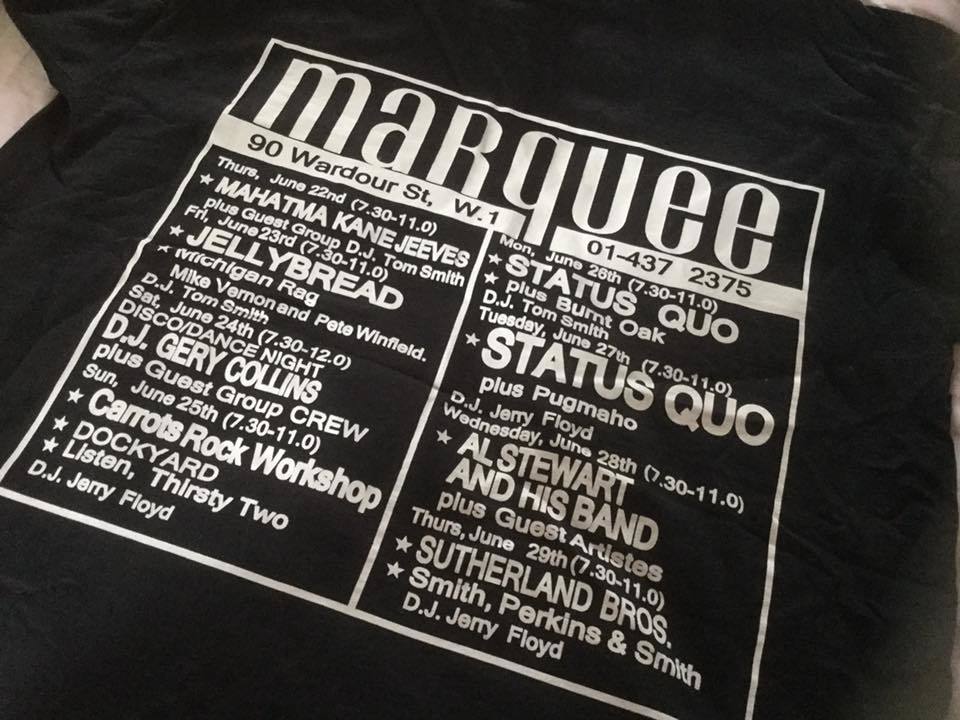 marquee
90 Wardour St, W.1
01-437 2375
Thurs, June 22nd (7.30-11.0)
★ MAHATMA KANE JEEVES
plus Guest Group D.J. Tom Smith
Fri, June 23rd (7.30-11.0)
★ JELLYBREAD
★ Michigan Rag
Mike Vernon and Pete Winfield.
D.J. Tom Smith
Sat, June 24th (7.30-12.0)
DISCO/DANCE NIGHT
D.J. GERY COLLINS
plus Guest Group CREW
Sun, June 25th (7.30-11.0)
★ Carrots Rock Workshop
★ DOCKYARD
★ Listen, Thirsty Two
D.J. Jerry Floyd
Mon, June 26th (7.30-11.0)
★ STATUS QUO
★ plus Burnt Oak
D.J. Tom Smith
Tuesday, June 27th (7.30-11.0)
★ STATUS QUO
plus Pugmaho
D.J. Jerry Floyd
Wednesday, June 28th (7.30-11.0)
★ AL STEWART
AND HIS BAND
plus Guest Artistes
Thurs, June 29th (7.30-11.0)
★ SUTHERLAND BROS.
★ Smith, Perkins & Smith
D.J. Jerry Floyd